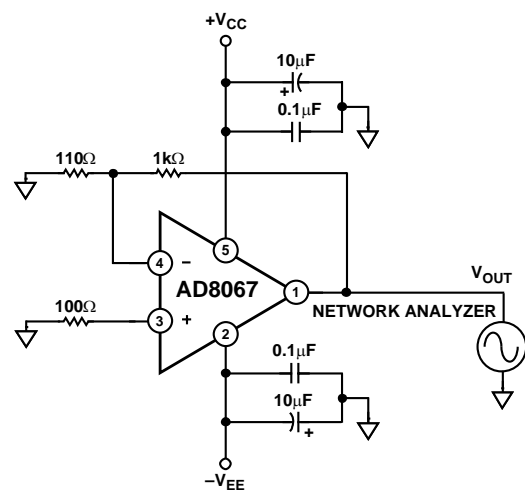 +VCC
10µF
+
0.1µF
110Ω
1kΩ
5
4
−
AD8067
VOUT
1
NETWORK ANALYZER
100Ω
3
+
2
0.1µF
10µF
+
−VEE